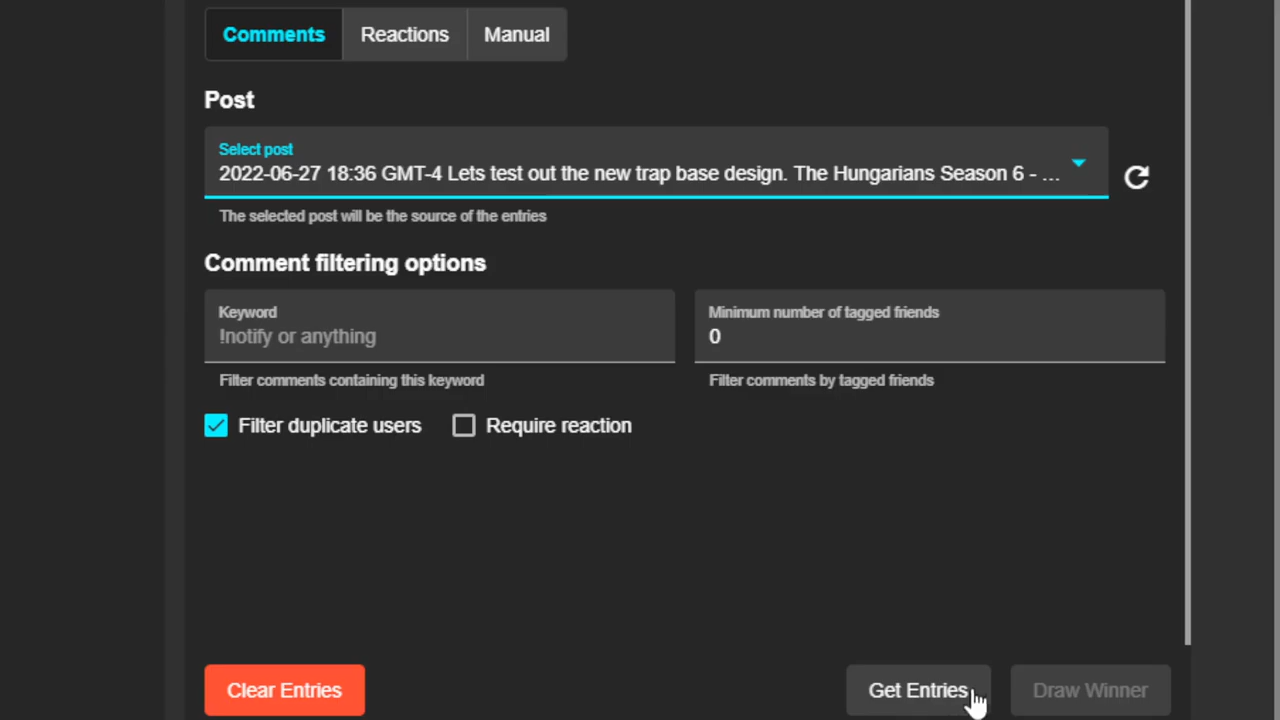 Comments Reactions Manual
Post
Select post
2022-06-27 18:36 GMT-4 Lets test out the new trap base design. The Hungarians Season 6 - ...
The selected post will be the source of the entries
Comment filtering options
Keyword Minimum number of tagged friends
!notify or anything 0
Filter comments containing this keyword Filter comments by tagged friends
Filter duplicate users Require reaction
Clear Entries Get Entries Draw Winner